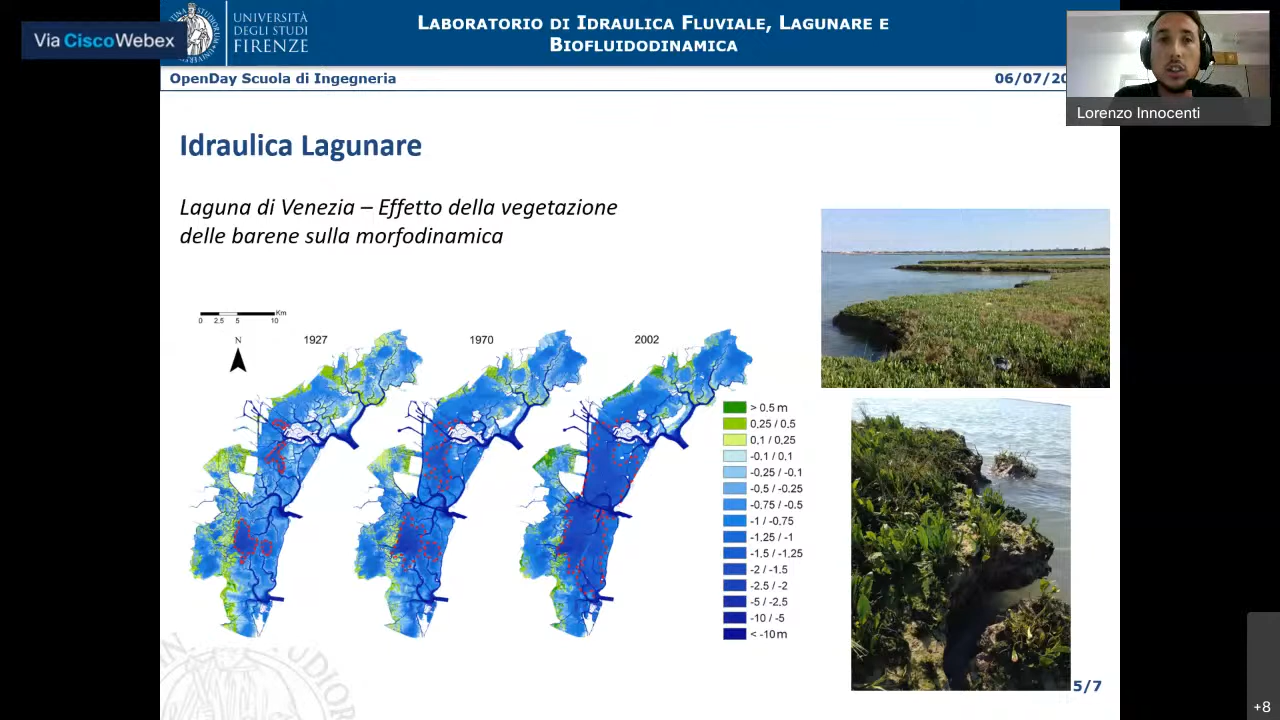 Via Cisco Webex
UNIVERSITÀ
DEGLI STUDI
FIRENZE
LABORATORIO DI IDRAULICA FLUVIALE, LAGUNARE E
BIOFLUIDODINAMICA
OpenDay Scuola di Ingegneria
06/07/20
Lorenzo Innocenti
Idraulica Lagunare
Laguna di Venezia – Effetto della vegetazione
delle barene sulla morfodinamica
Km
0 2.5 5 10
N
1927
1970
2002
> 0.5 m
0,25 / 0.5
0,1 / 0,25
-0.1 / 0,1
-0,25 / -0.1
-0,5 / -0.25
-0.75 / -0.5
-1 / -0.75
-1.25 / -1
-1.5 / -1.25
-2 / -1.5
-2.5 / -2
-5 / -2.5
-10 / -5
< -10 m
5/7
+8